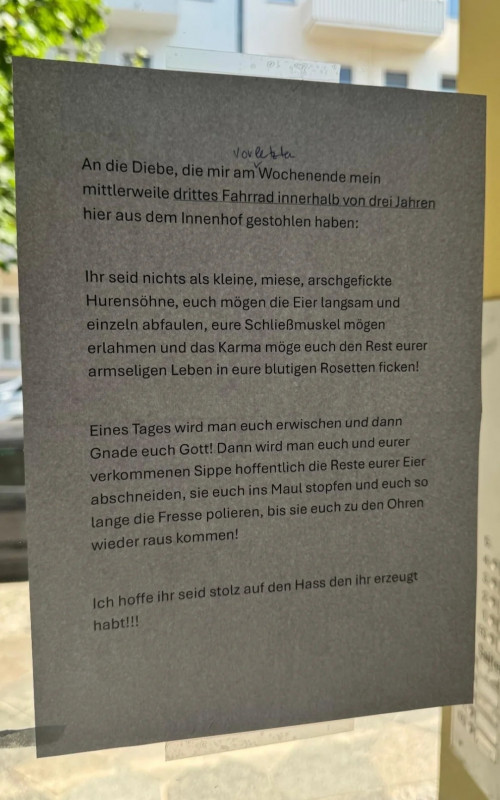 vorletzte
An die Diebe, die mir am Wochenende mein
mittlerweile drittes Fahrrad innerhalb von drei Jahren
hier aus dem Innenhof gestohlen haben:
Ihr seid nichts als kleine, miese, arschgefickte
Hurensöhne, euch mögen die Eier langsam und
einzeln abfaulen, eure Schließmuskel mögen
erlahmen und das Karma möge euch den Rest eurer
armseligen Leben in eure blutigen Rosetten ficken!
Eines Tages wird man euch erwischen und dann
Gnade euch Gott! Dann wird man euch und eurer
verkommenen Sippe hoffentlich die Reste eurer Eier
abschneiden, sie euch ins Maul stopfen und euch so
lange die Fresse polieren, bis sie euch zu den Ohren
wieder raus kommen!
Ich hoffe ihr seid stolz auf den Hass den ihr erzeugt
habt!!!